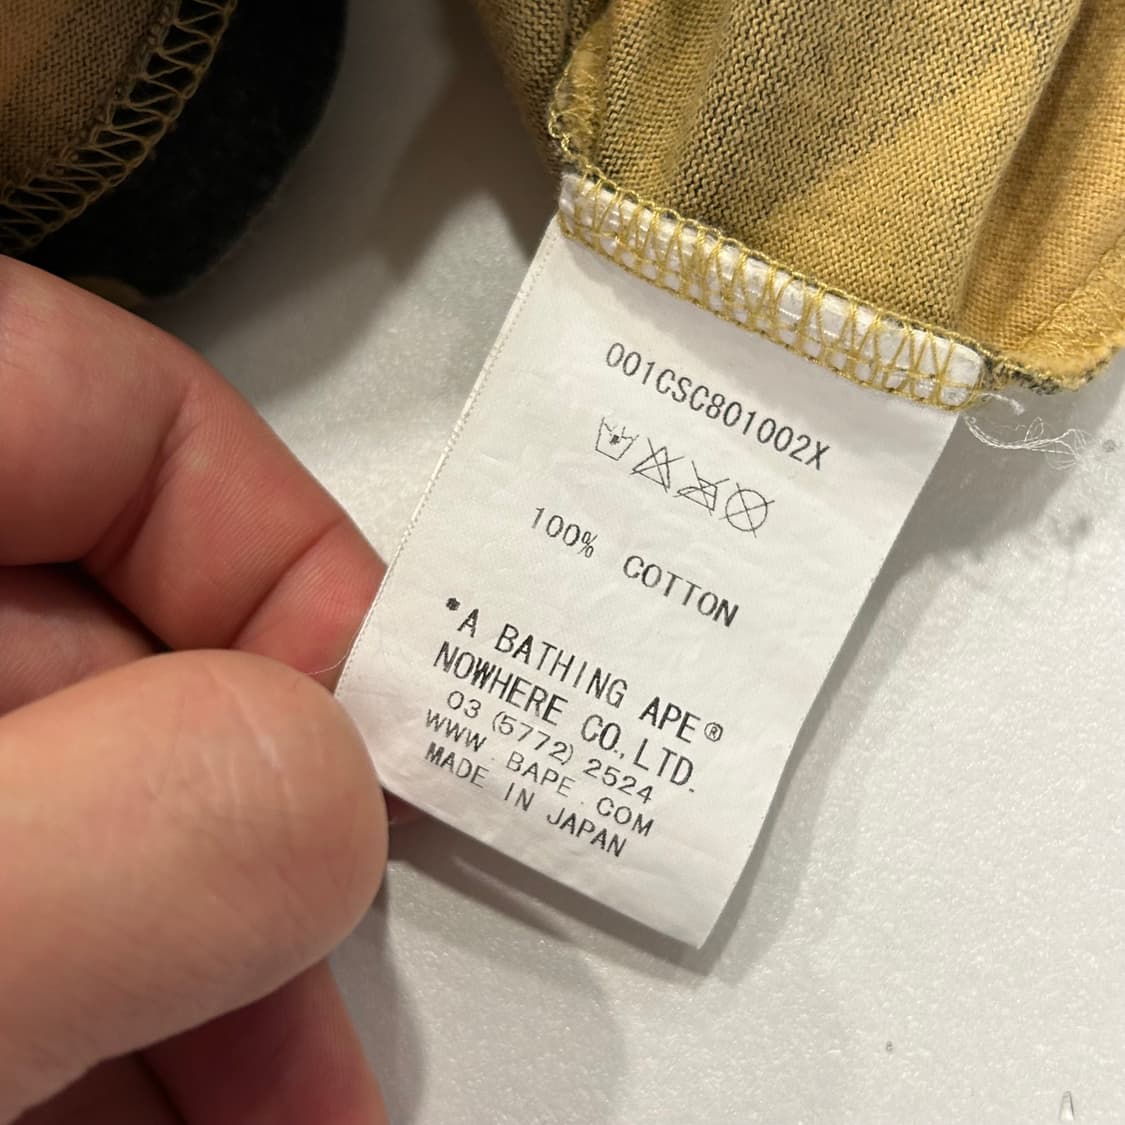 001CSC801002X
100% COTTON
*A BATHING APE®
NOWHERE CO.,LTD.
03 (5772) 2524
WWW.BAPE.COM
MADE IN JAPAN